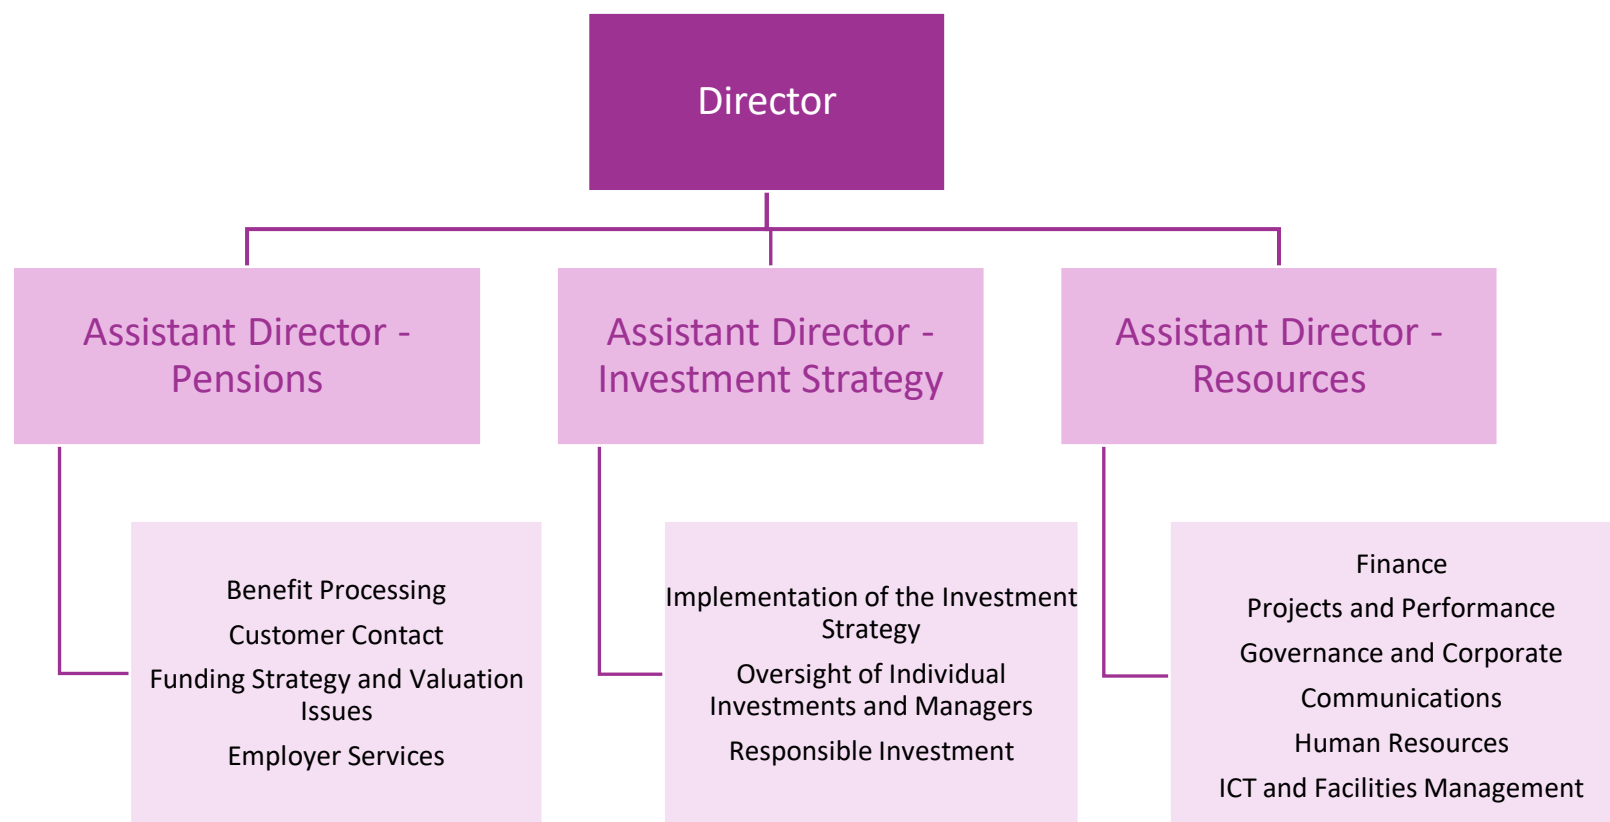 Director
Assistant Director -
Pensions
Assistant Director -
Investment Strategy
Assistant Director -
Resources
Benefit Processing
Customer Contact
Funding Strategy and Valuation
Issues
Employer Services
Implementation of the Investment
Strategy
Oversight of Individual
Investments and Managers
Responsible Investment
Finance
Projects and Performance
Governance and Corporate
Communications
Human Resources
ICT and Facilities Management